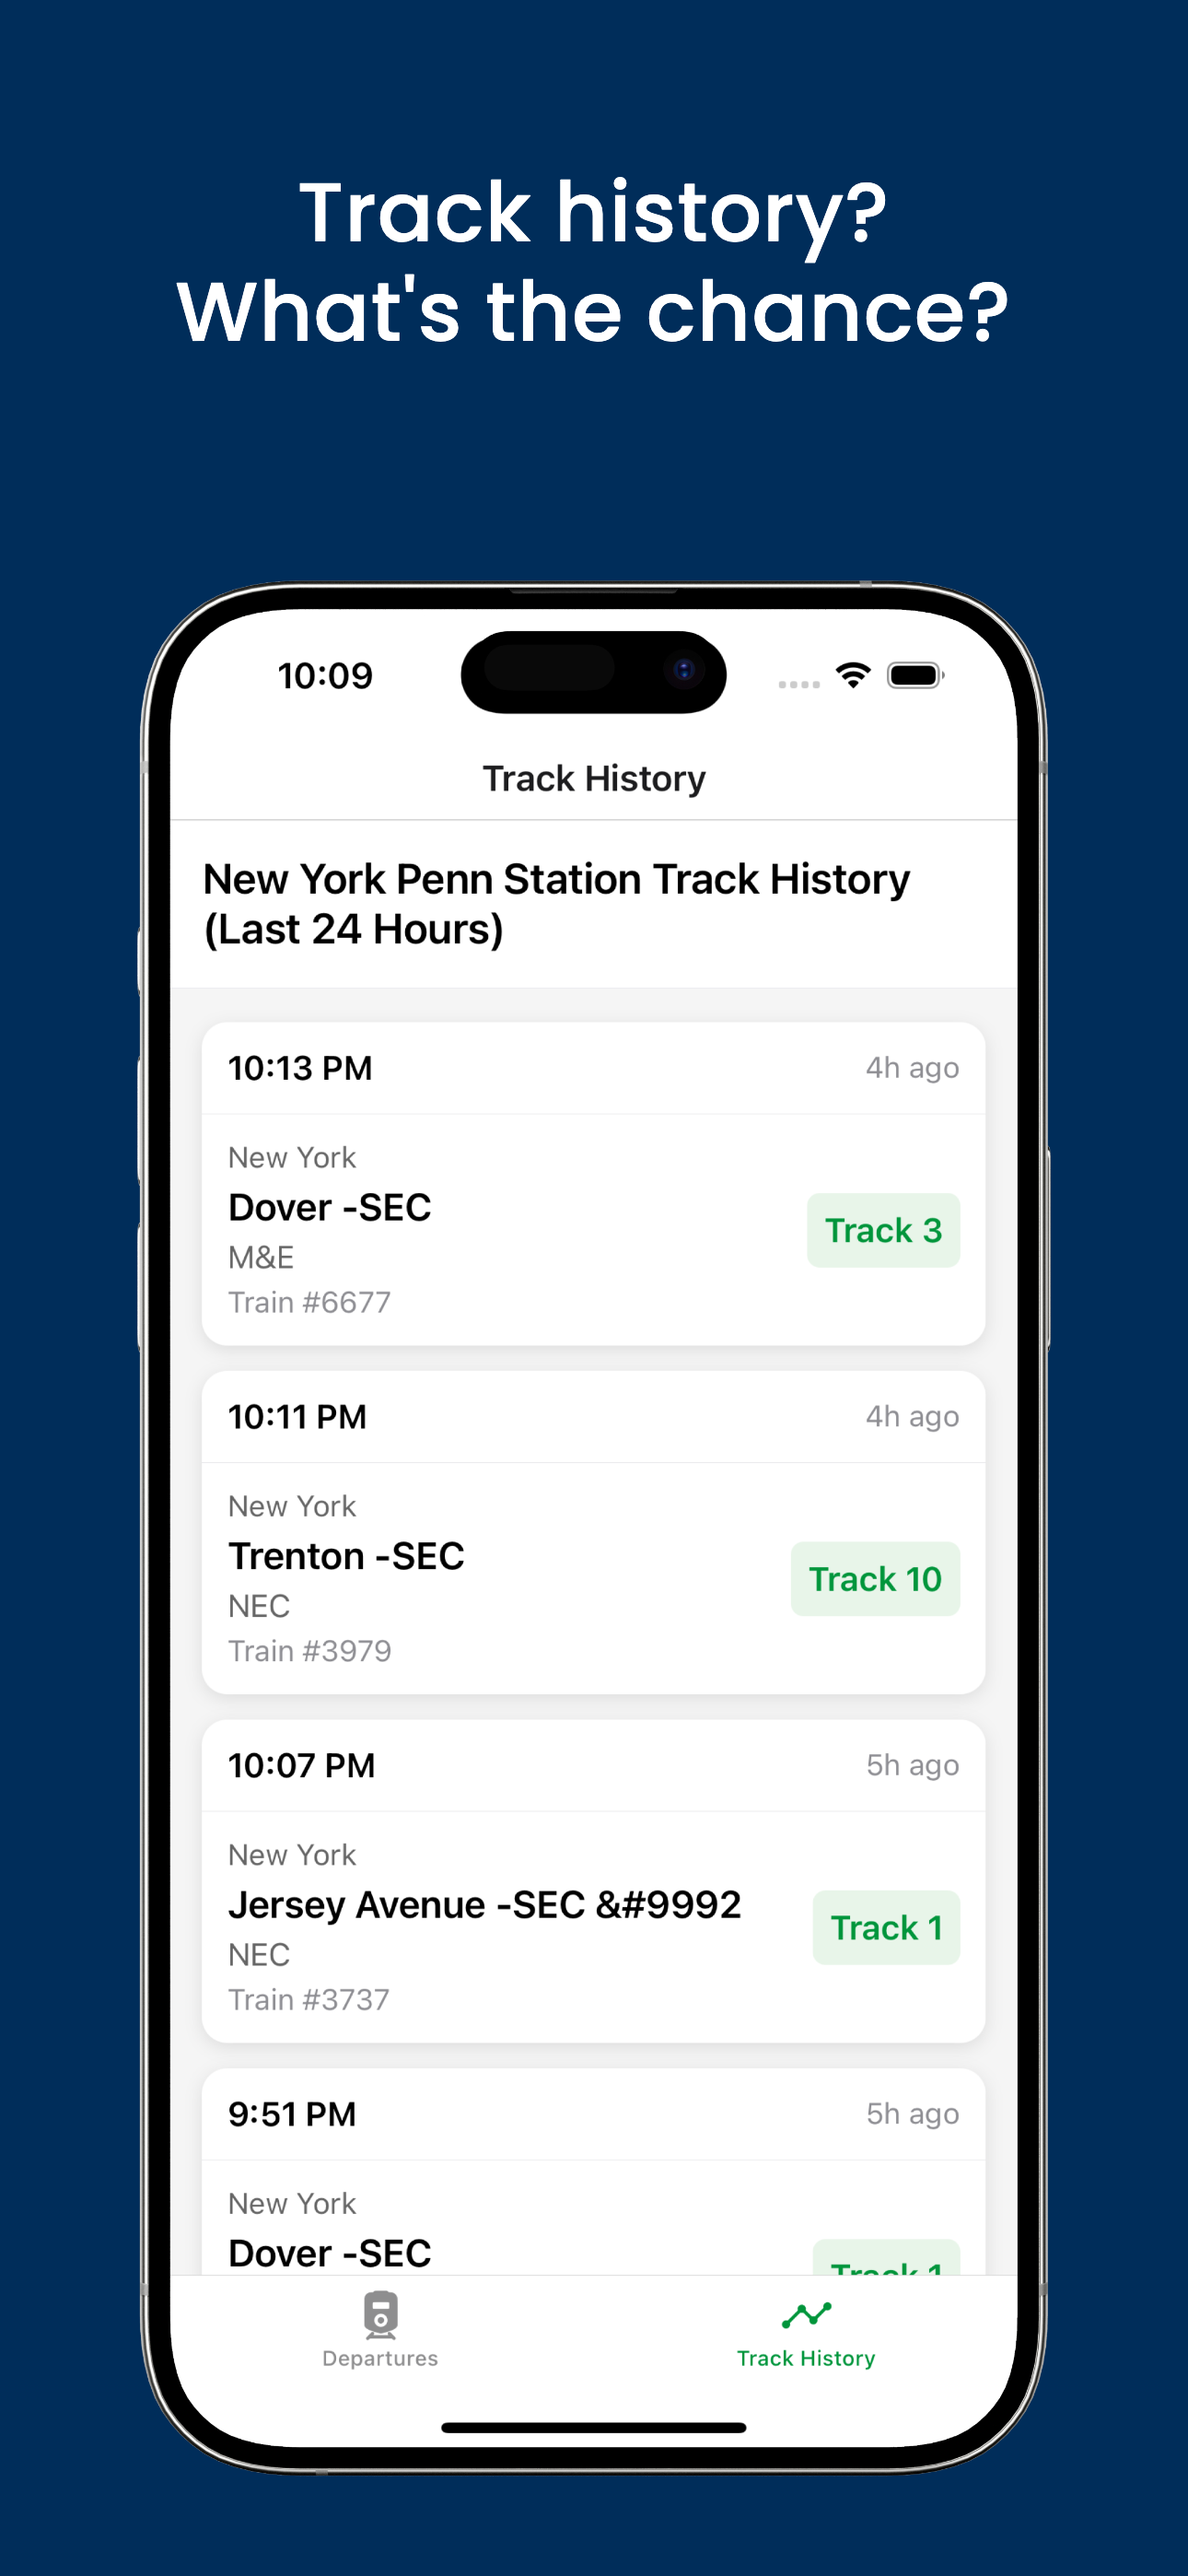 Track history?
What's the chance?
10:09
Track History
New York Penn Station Track History
(Last 24 Hours)
10:13 PM
4h ago
New York
Dover -SEC
M&E
Train #6677
Track 3
10:11 PM
4h ago
New York
Trenton -SEC
NEC
Train #3979
Track 10
10:07 PM
5h ago
New York
Jersey Avenue -SEC &#9992
NEC
Train #3737
Track 1
9:51 PM
5h ago
New York
Dover -SEC
Track 1
Departures
Track History